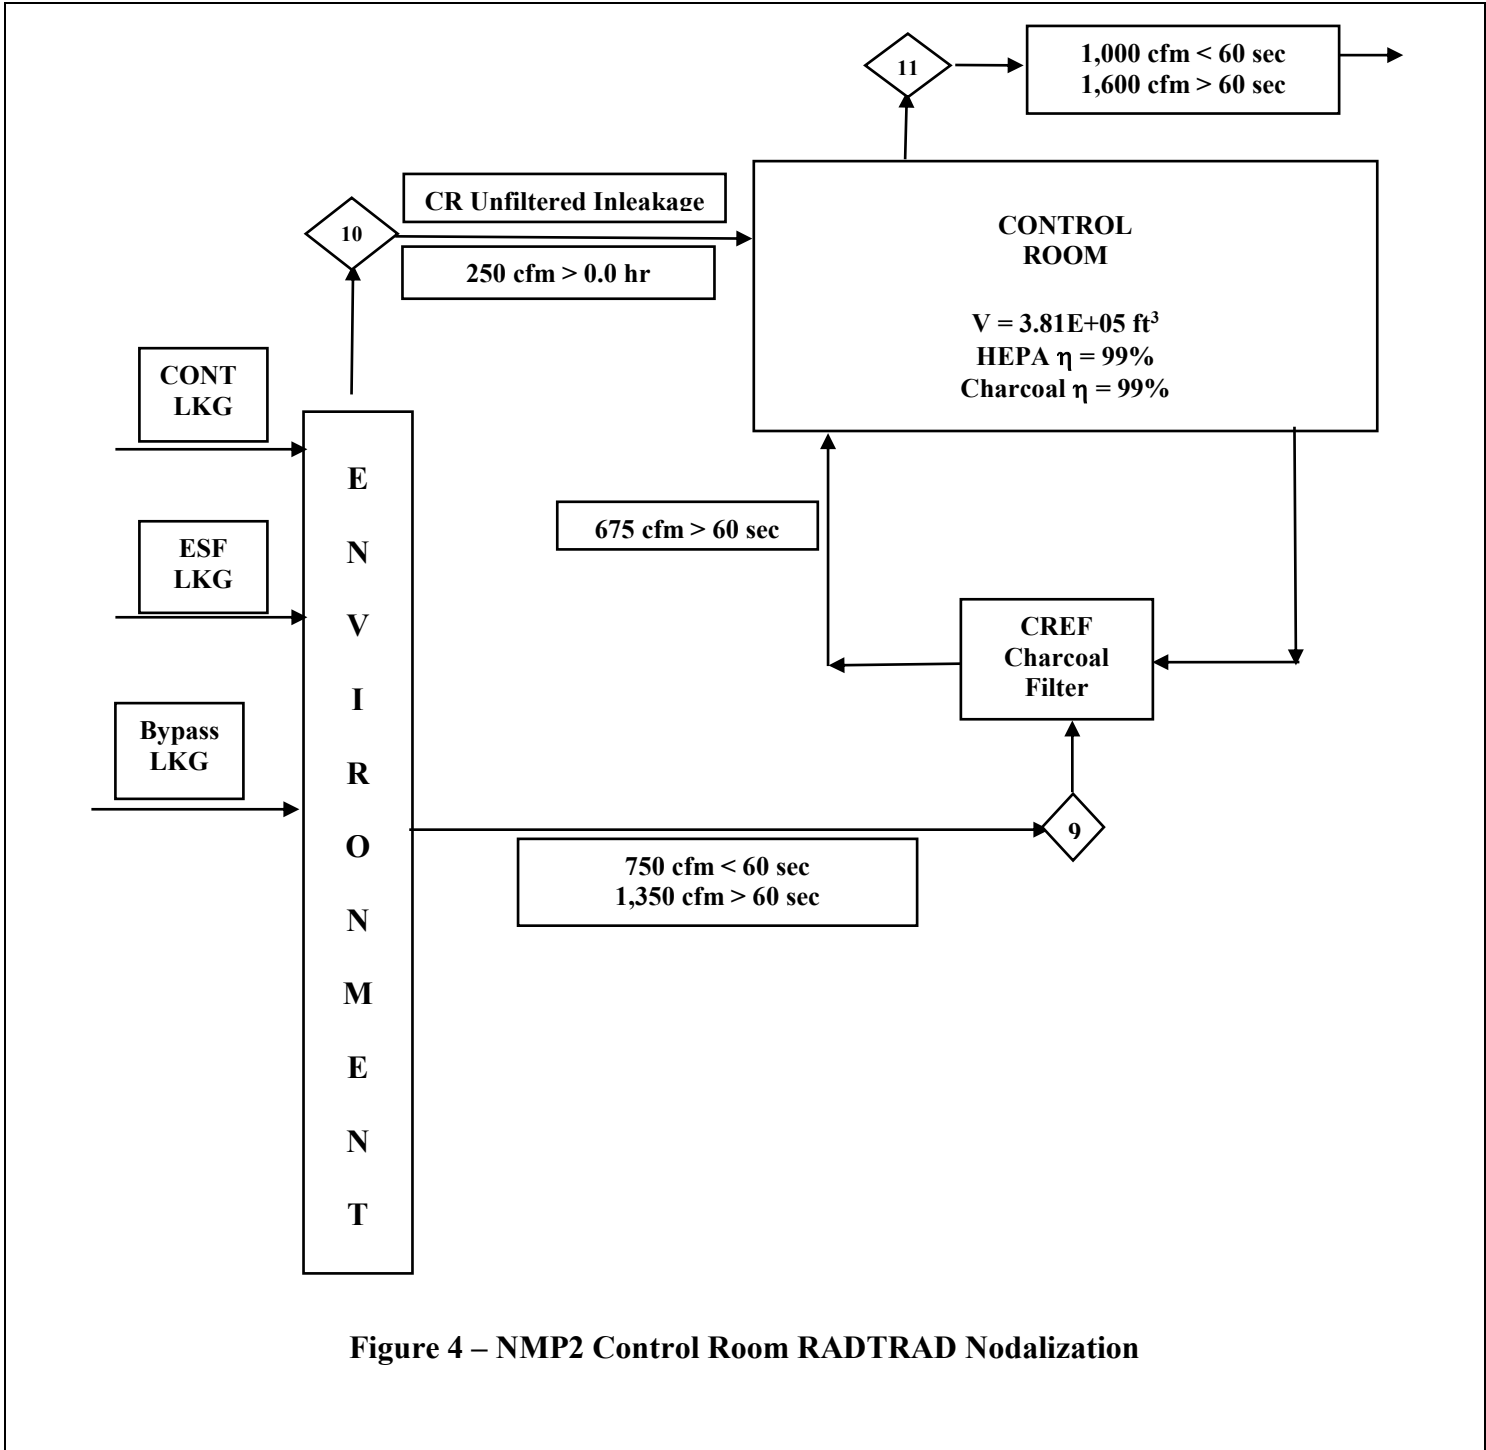 11
1,000 cfm < 60 sec
1,600 cfm > 60 sec
10
CR Unfiltered Inleakage
250 cfm > 0.0 hr
CONTROL
ROOM
V = 3.81E+05 ft³
HEPA η = 99%
Charcoal η = 99%
CONT
LKG
ESF
LKG
Bypass
LKG
E
N
V
I
R
O
N
M
E
N
T
675 cfm > 60 sec
CREF
Charcoal
Filter
9
750 cfm < 60 sec
1,350 cfm > 60 sec
Figure 4 – NMP2 Control Room RADTRAD Nodalization